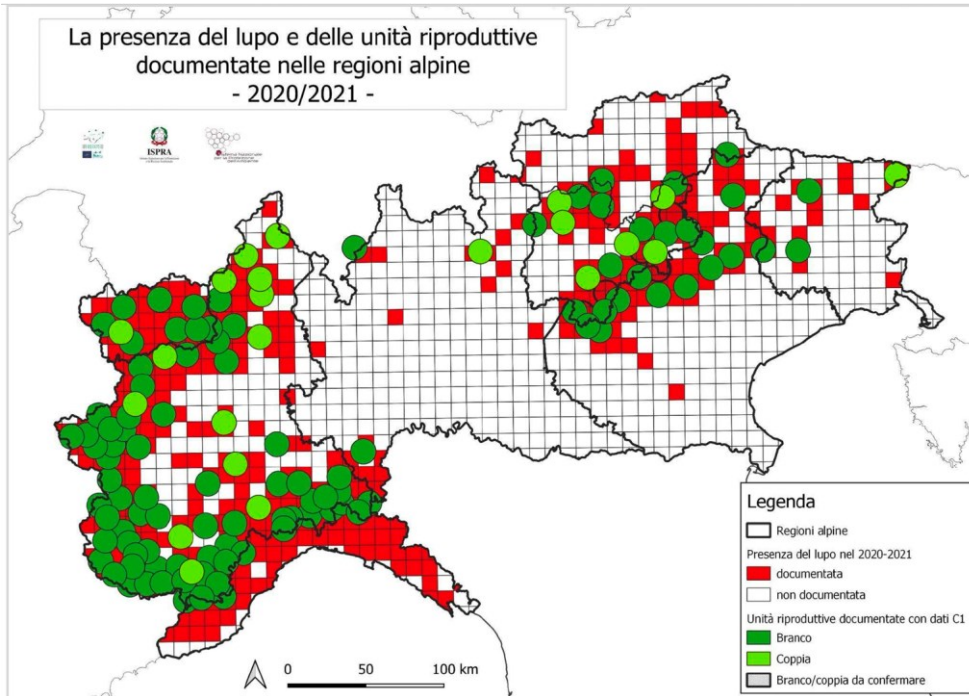 La presenza del lupo e delle unità riproduttive
documentate nelle regioni alpine
- 2020/2021 -
ISPRA
Legenda
Regioni alpine
Presenza del lupo nel 2020-2021
documentata
non documentata
Unità riproduttive documentate con dati C1
Branco
Coppia
Branco/coppia da confermare
0 50 100 km